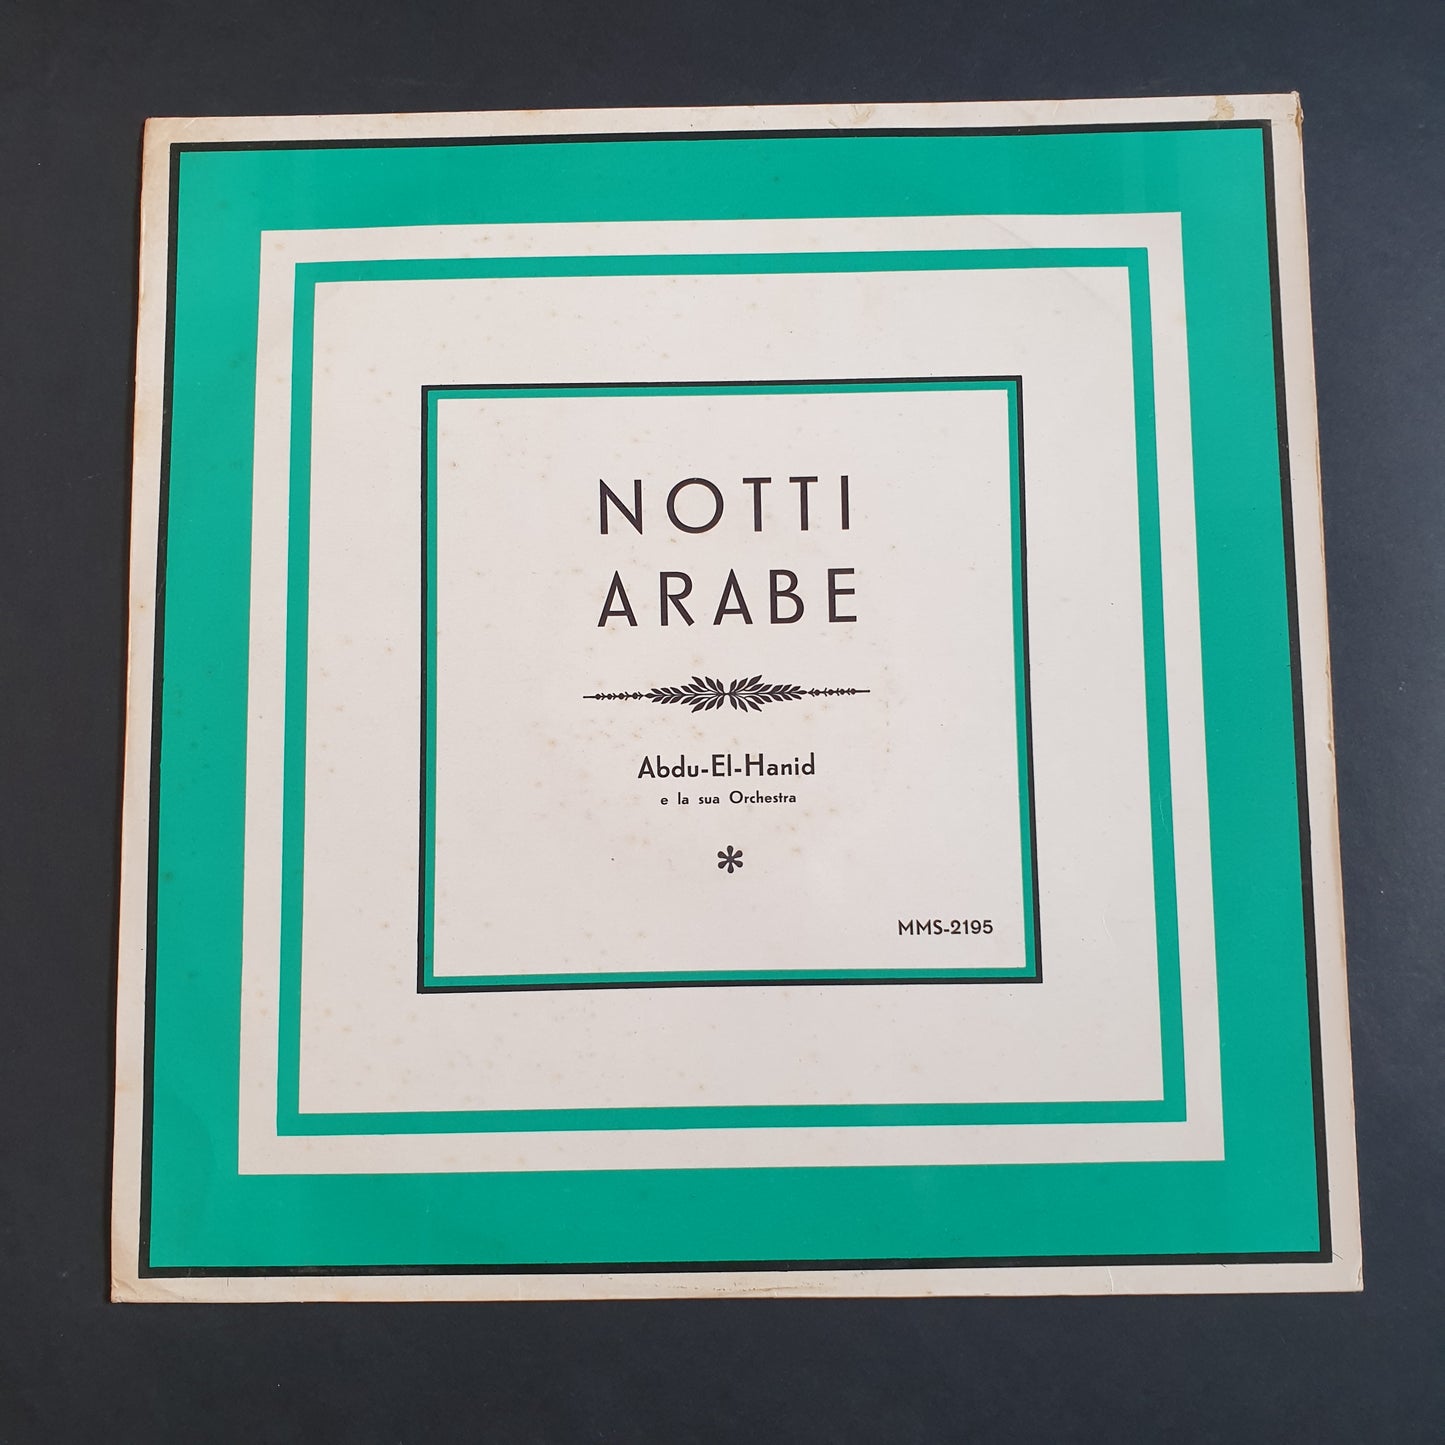 NOTTI
ARABE
Abdu-El-Hanid
e la sua Orchestra
*
MMS-2195